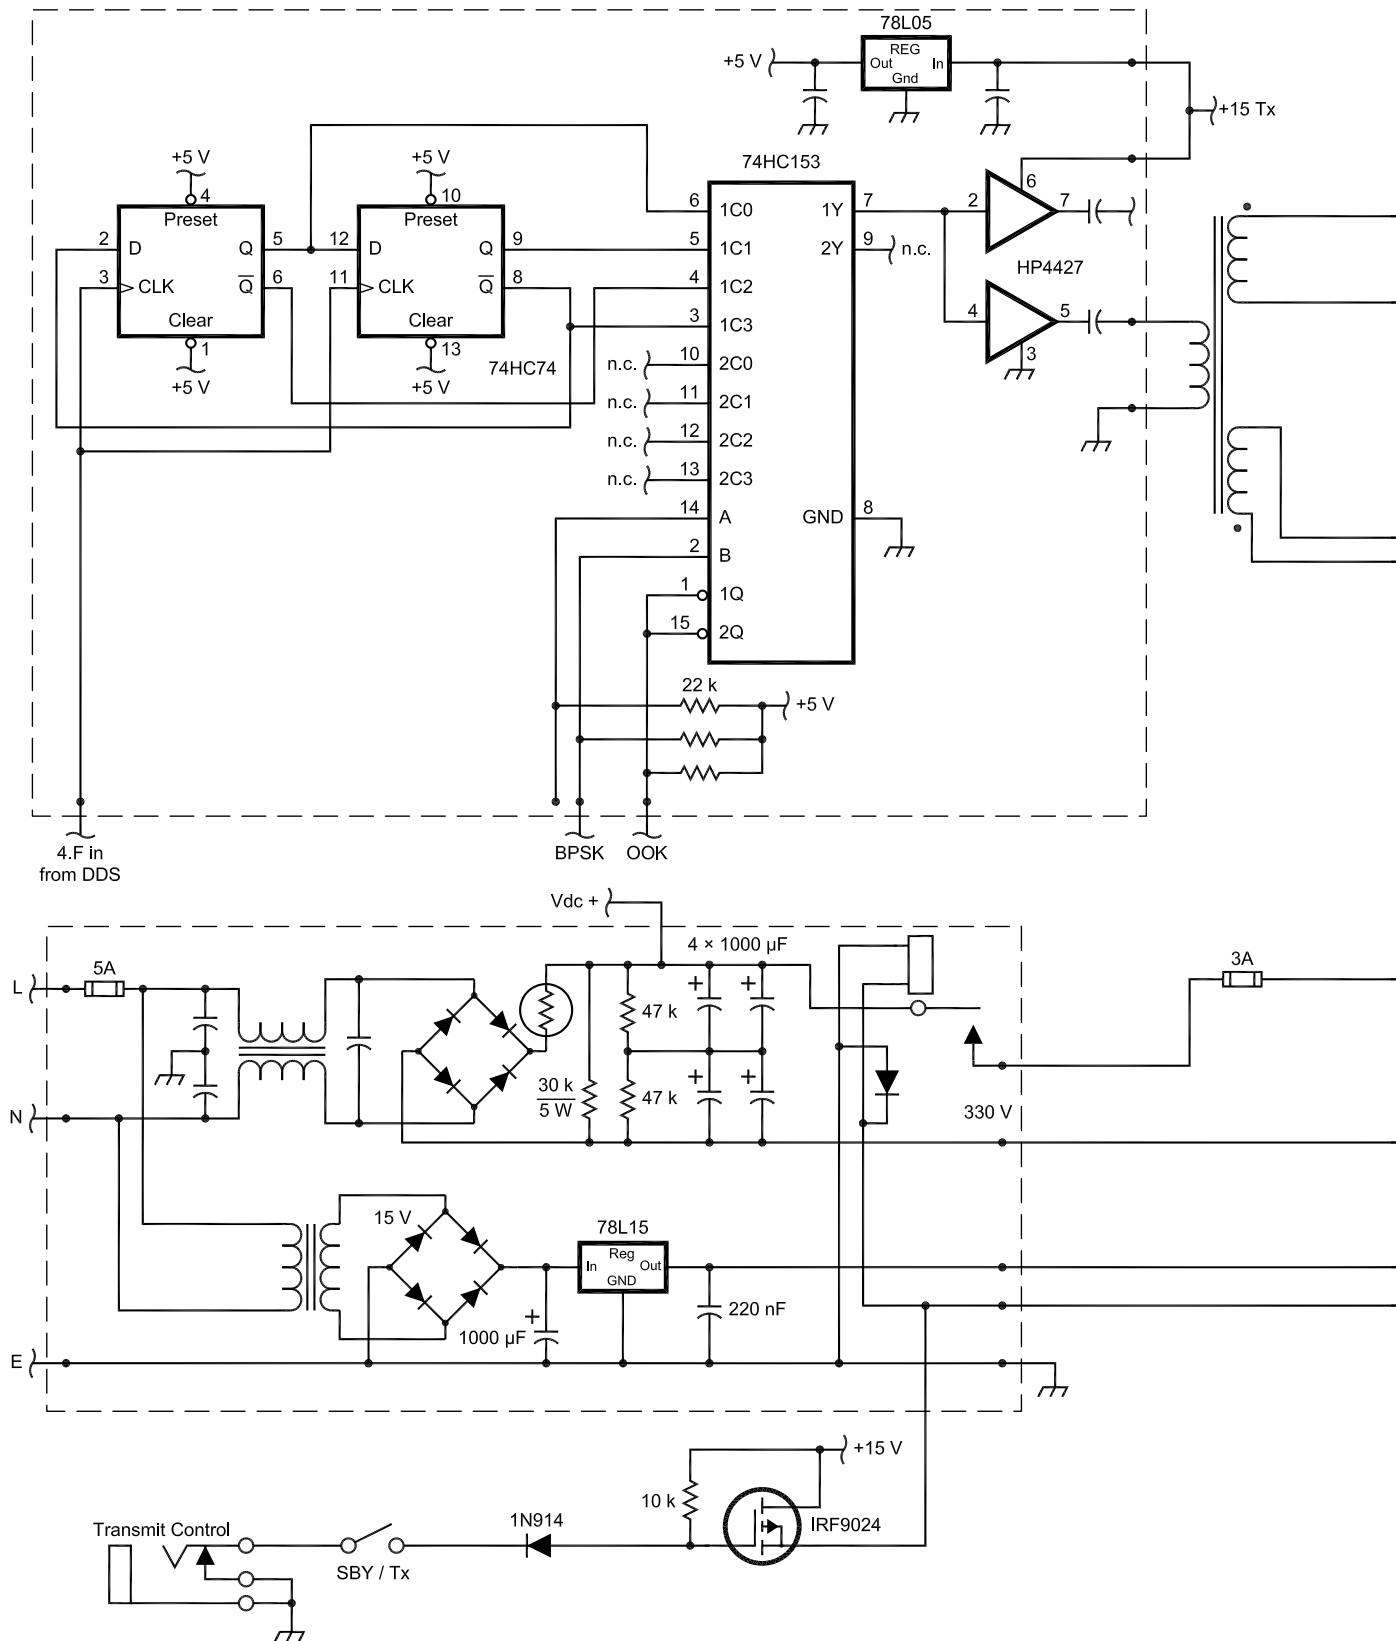 78L05
+5 V
REG
Out
In
Gnd
+15 Tx
74HC153
+5 V
+5 V
4
10
6
Preset
Preset
6
1C0
1Y
7
2
7
2
D
Q
5
12
D
Q
9
5
1C1
2Y
9
n.c.
3
CLK
Q
6
11
CLK
Q
8
4
1C2
HP4427
Clear
Clear
3
1C3
4
5
1
13
74HC74
n.c.
10
2C0
3
+5 V
+5 V
n.c.
11
2C1
n.c.
12
2C2
n.c.
13
2C3
14
A
GND
8
2
B
1
1Q
15
2Q
22 k
+5 V
4.F in
from DDS
BPSK
OOK
Vdc +
5A
4 × 1000 µF
3A
L
+
+
47 k
+
+
30 k
5 W
47 k
330 V
N
15 V
78L15
Reg
In
Out
GND
+
1000 µF
220 nF
E
+15 V
10 k
Transmit Control
1N914
IRF9024
SBY / Tx